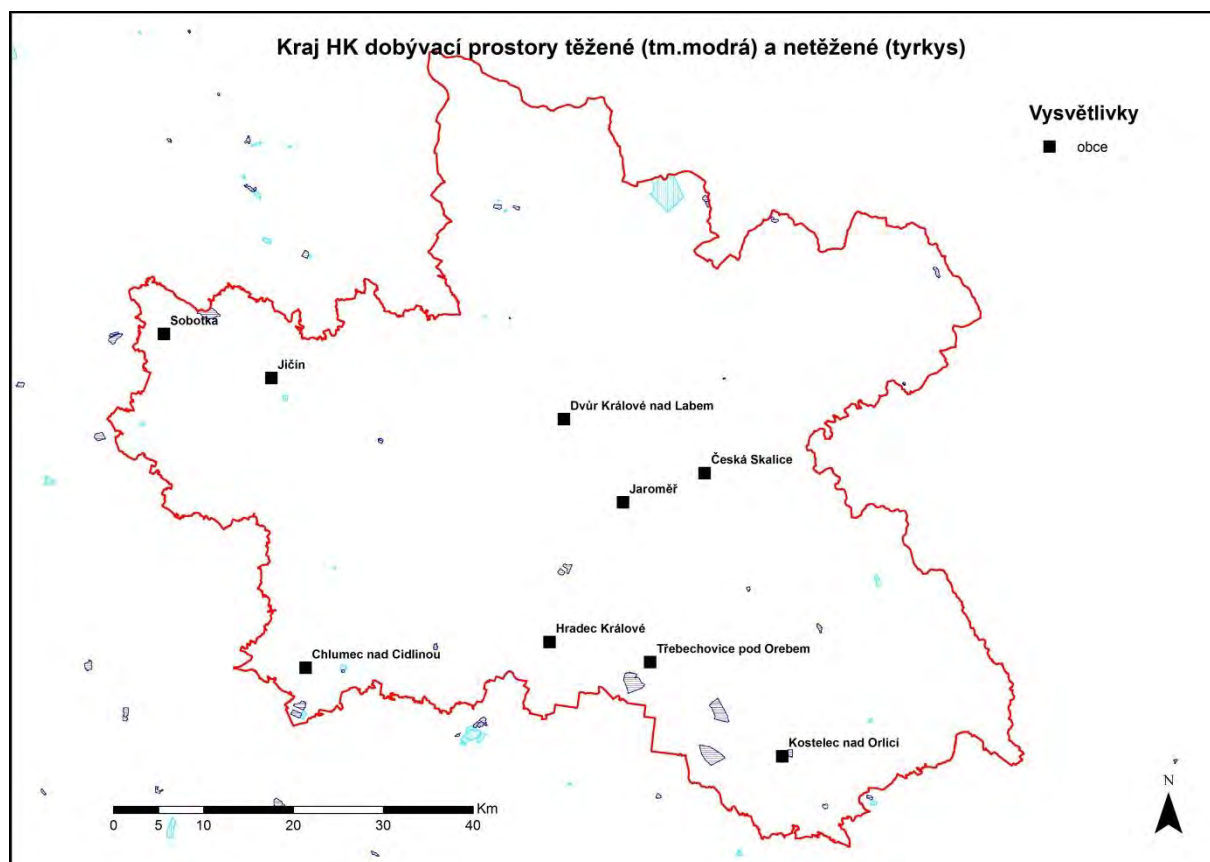 Kraj HK dobývací prostory těžené (tm.modrá) a netěžené (tyrkys)
Vysvětlivky
obce
Sobotka
Jičín
Dvůr Králové nad Labem
Česká Skalice
Jaroměř
Hradec Králové
Třebechovice pod Orebem
Chlumec nad Cidlinou
Kostelec nad Orlicí
N
Km
0 5 10 20 30 40